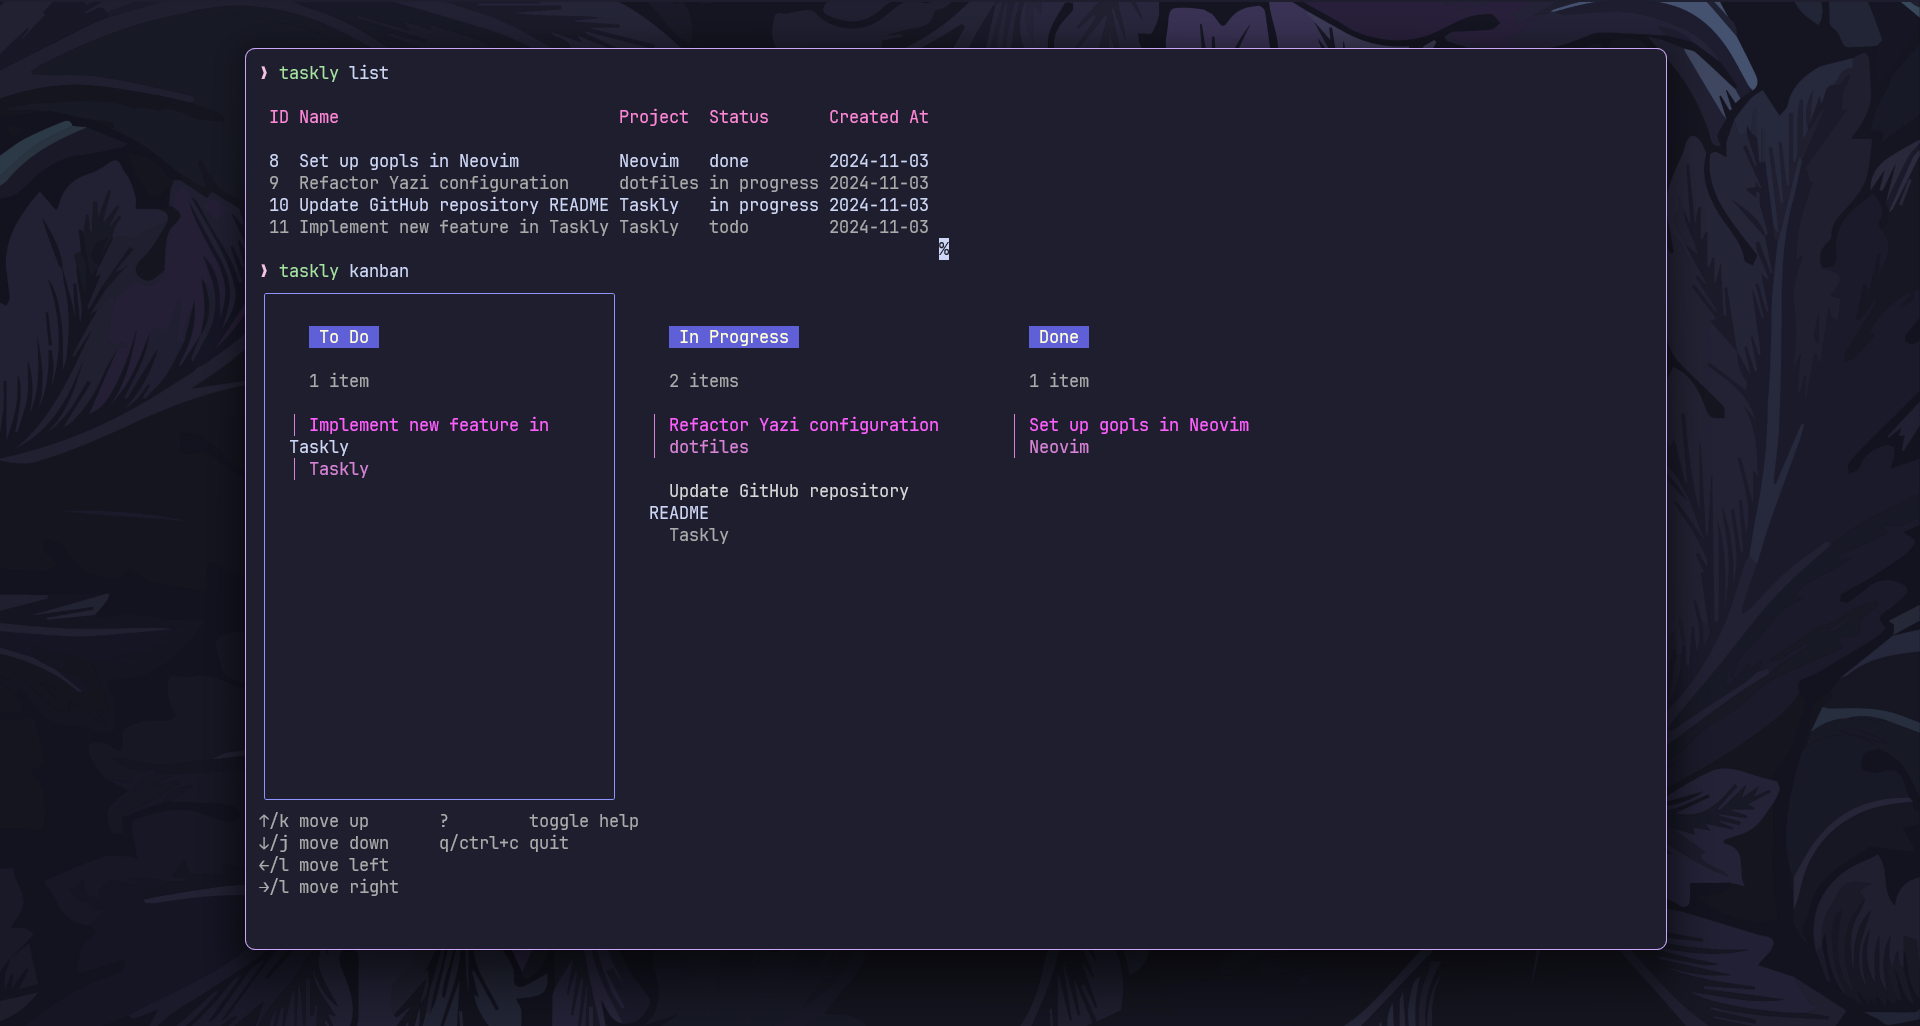 ❫ taskly list
ID Name Project Status Created At
8 Set up gopls in Neovim Neovim done 2024-11-03
9 Refactor Yazi configuration dotfiles in progress 2024-11-03
10 Update GitHub repository README Taskly in progress 2024-11-03
11 Implement new feature in Taskly Taskly todo 2024-11-03
%
❫ taskly kanban
To Do In Progress Done
1 item 2 items 1 item
Implement new feature in Refactor Yazi configuration Set up gopls in Neovim
Taskly dotfiles Neovim
Taskly
Update GitHub repository
README
Taskly
↑/k move up ? toggle help
↓/j move down q/ctrl+c quit
←/l move left
→/l move right